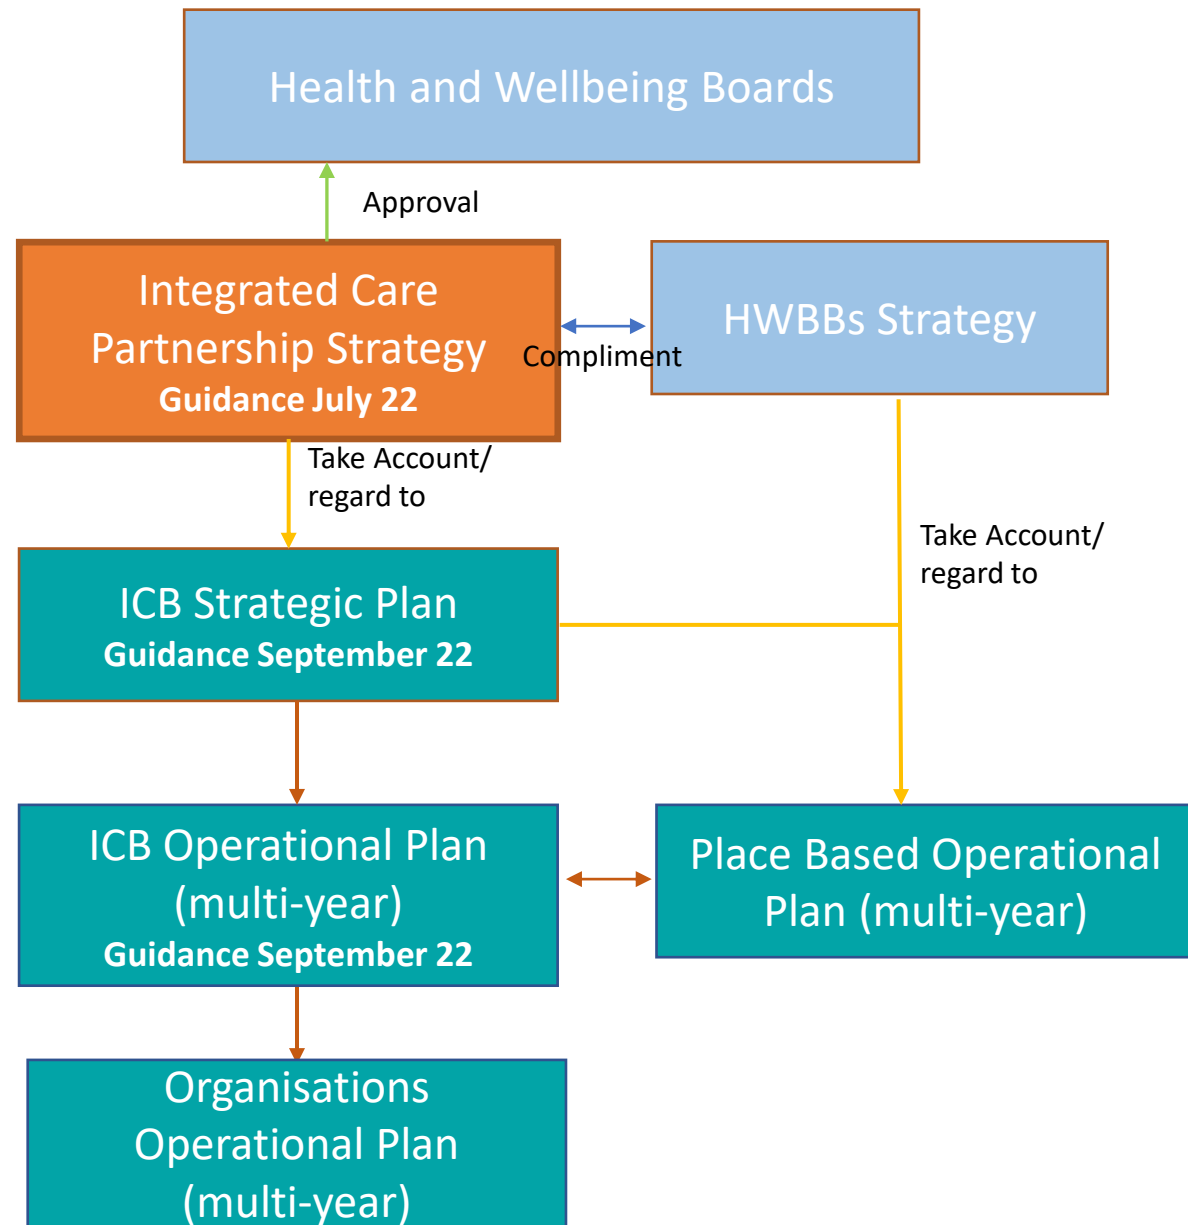 Health and Wellbeing Boards
Approval
Integrated Care
Partnership Strategy
Guidance July 22
Compliment
HWBBs Strategy
Take Account/
regard to
Take Account/
regard to
ICB Strategic Plan
Guidance September 22
ICB Operational Plan
(multi-year)
Guidance September 22
Place Based Operational
Plan (multi-year)
Organisations
Operational Plan
(multi-year)